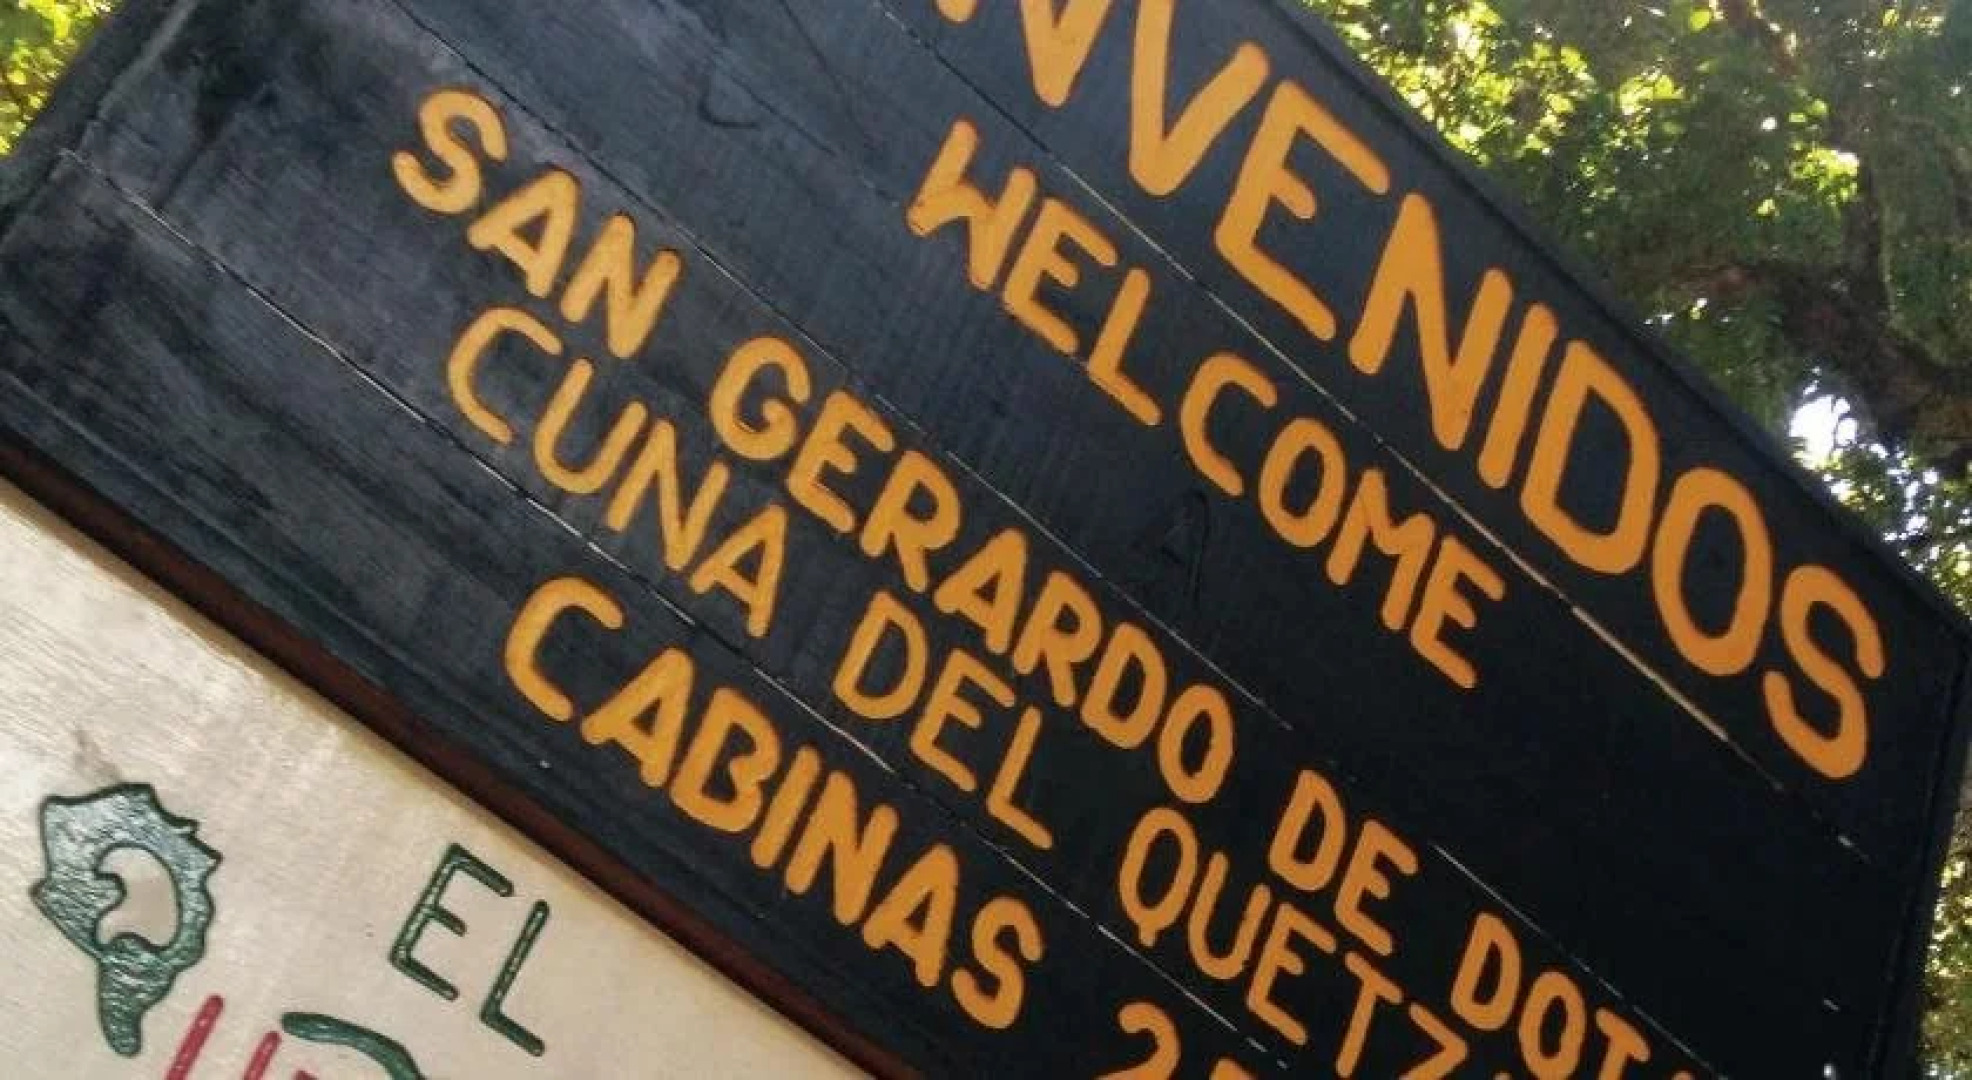 NVENIDOS
WELCOME
SAN GERARDO DE DOT
CUNA DEL QUETZ
CABINAS
EL